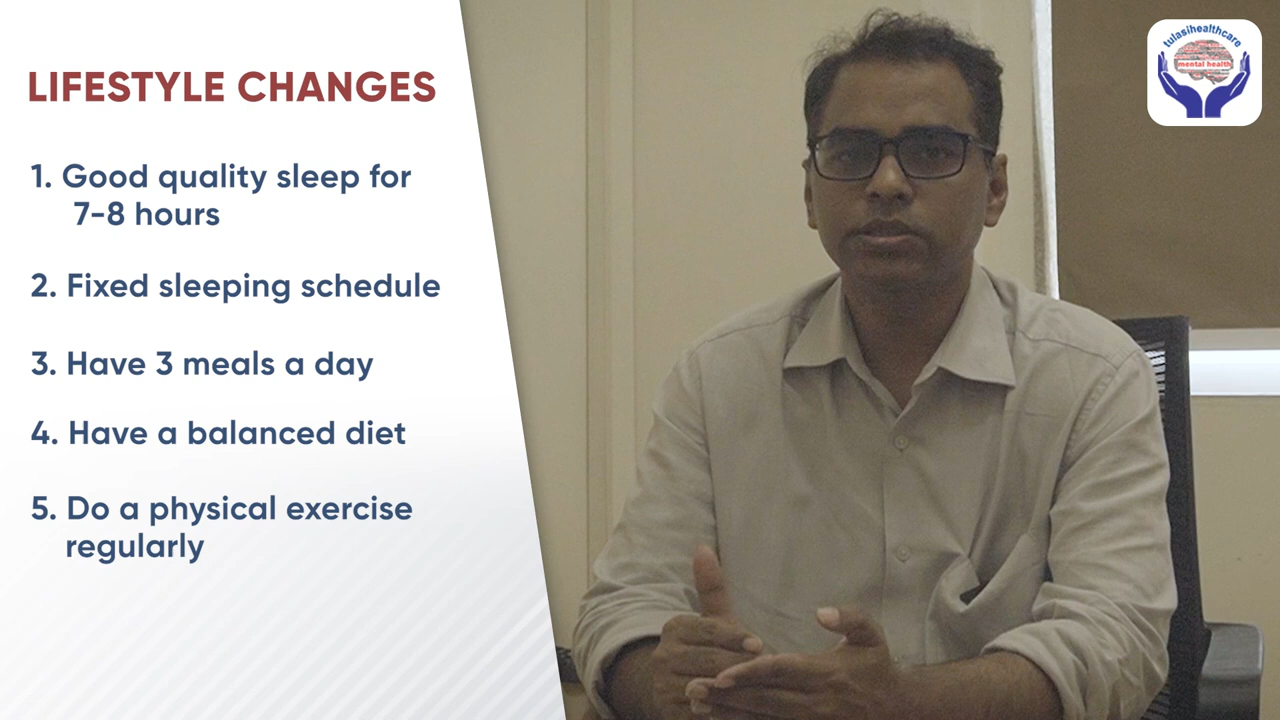 LIFESTYLE CHANGES
1. Good quality sleep for
7-8 hours
2. Fixed sleeping schedule
3. Have 3 meals a day
4. Have a balanced diet
5. Do a physical exercise
regularly
tulasihealthcare
mental health